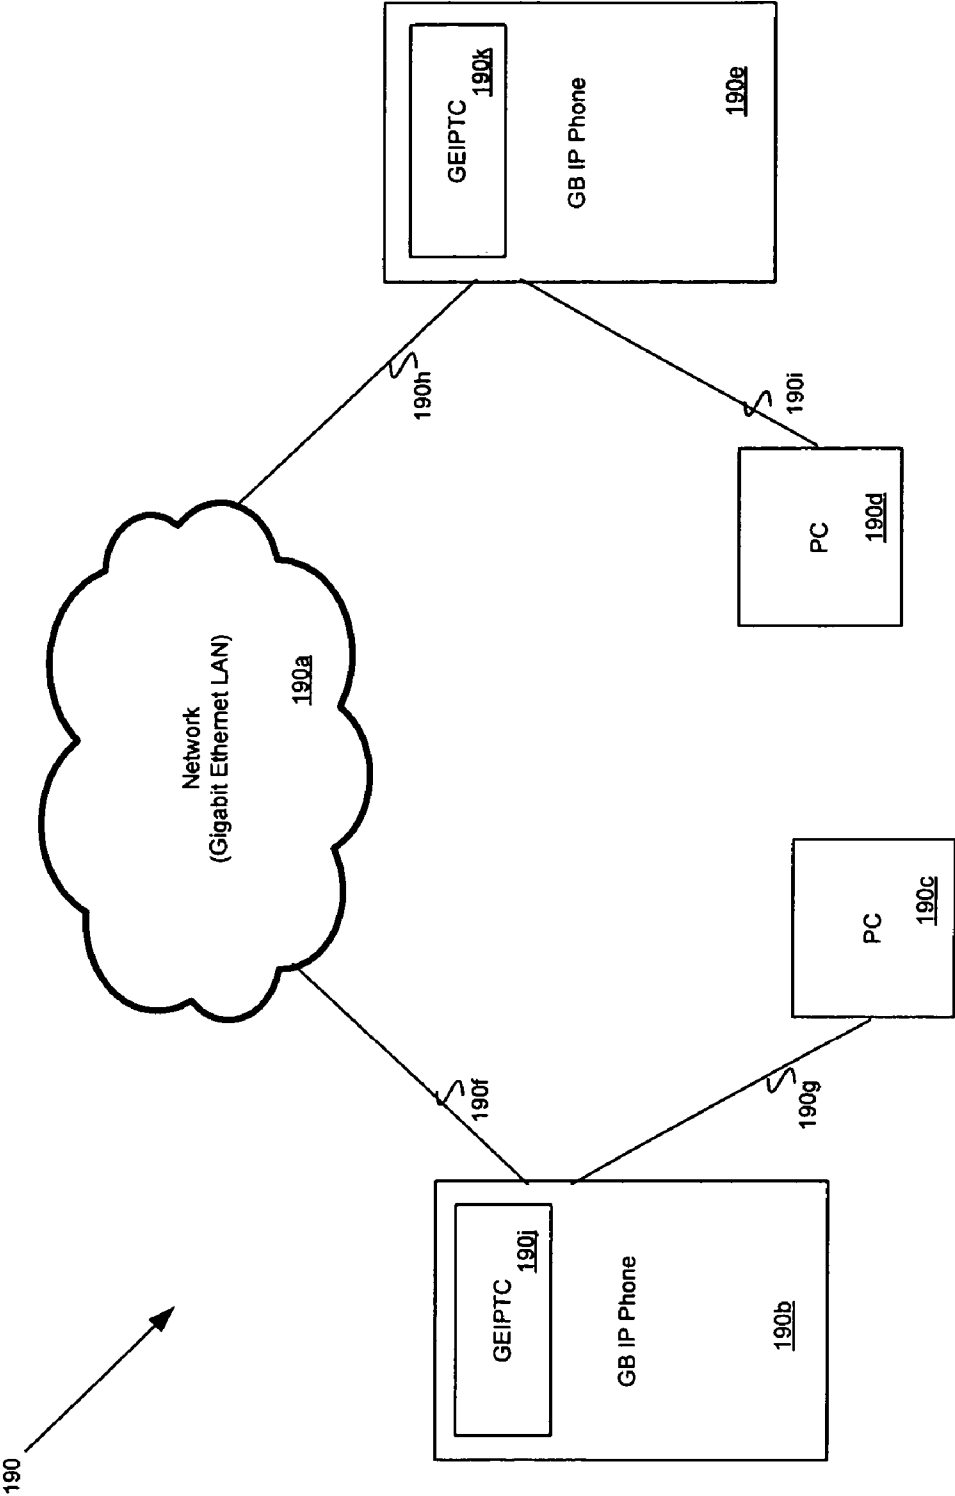 190
Network
(Gigabit Ethernet LAN)
190a
190f
190h
GEIPTC
190j
GB IP Phone
190b
190g
PC
190c
PC
190d
190i
GEIPTC
190k
GB IP Phone
190e